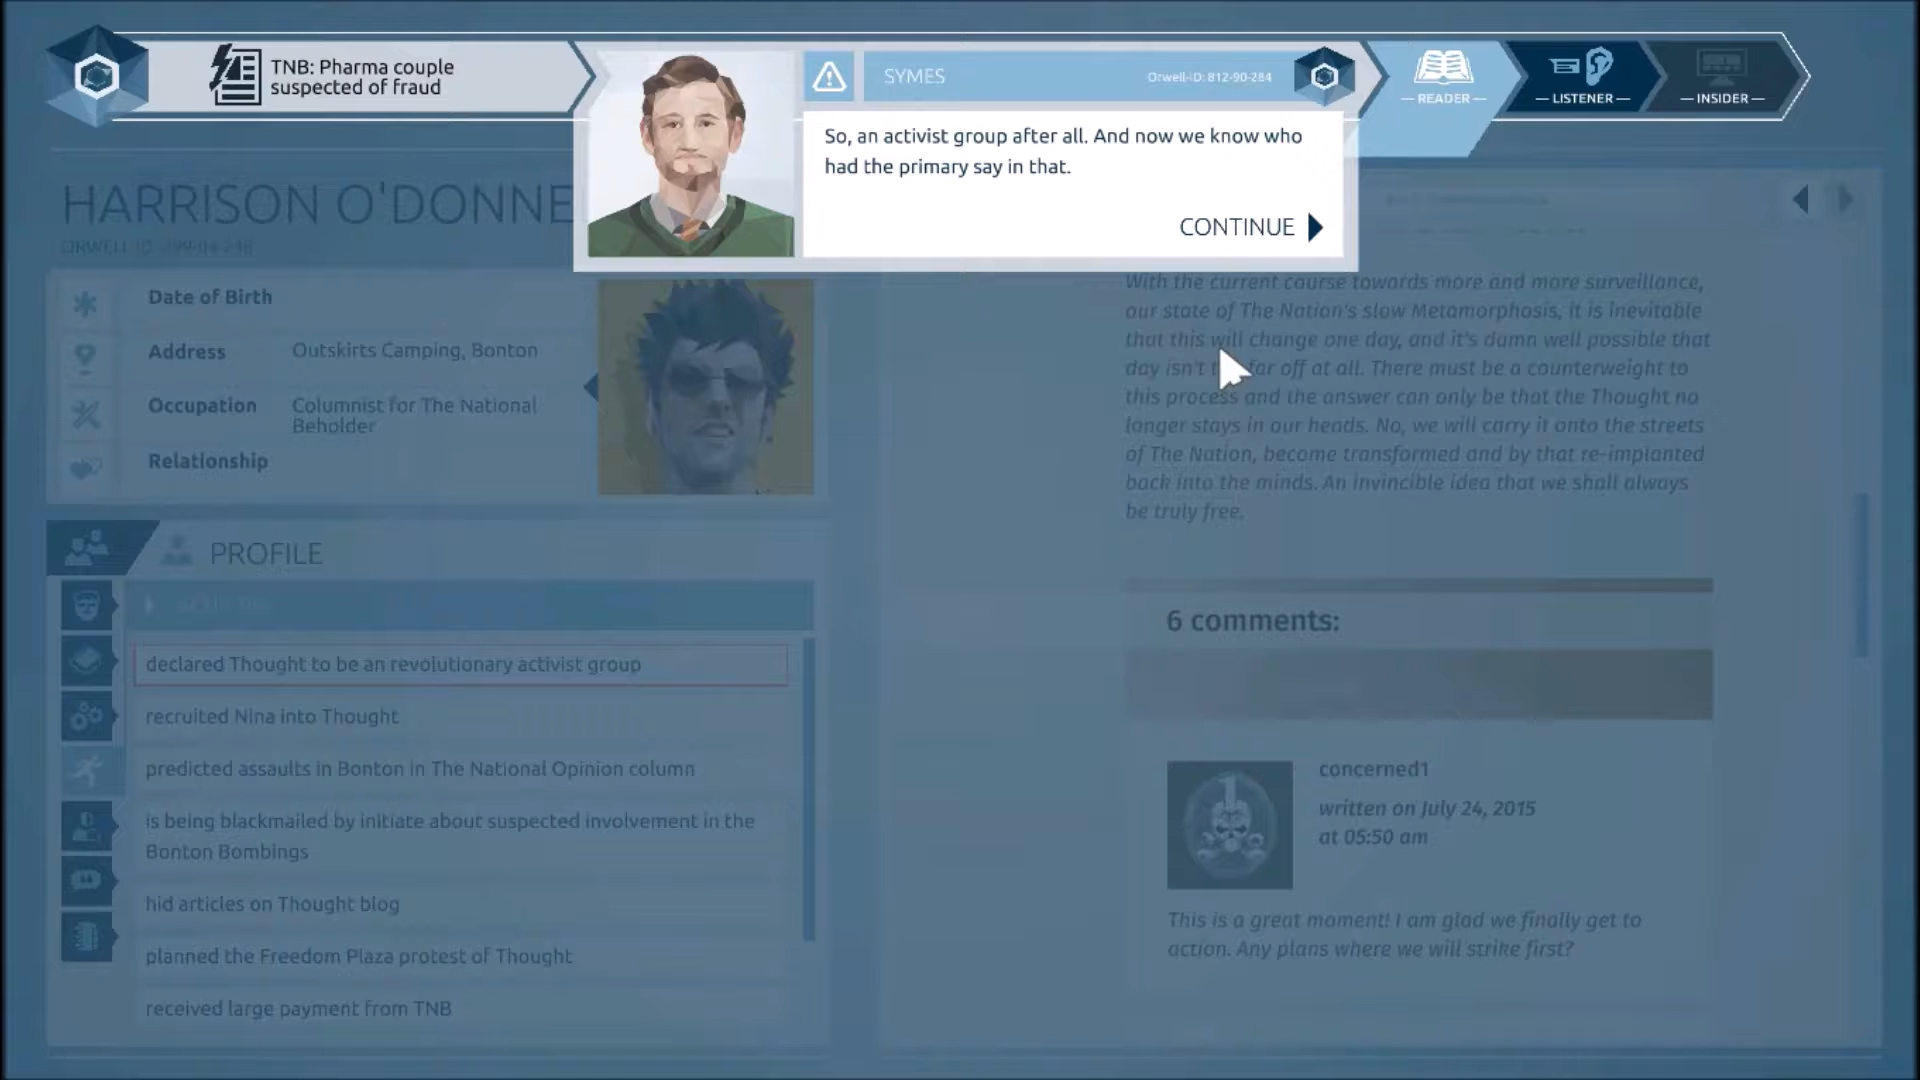 TNB: Pharma couple
suspected of fraud
SYMES
Orwell-ID: 812-90-284
So, an activist group after all. And now we know who
had the primary say in that.
CONTINUE
READER
LISTENER
INSIDER
HARRISON O'DONNE
Date of Birth
Address
Outskirts Camping, Bonton
Occupation
Columnist for The National
Beholder
Relationship
PROFILE
declared Thought to be an revolutionary activist group
recruited Nina into Thought
predicted assaults in Bonton in The National Opinion column
is being blackmailed by initiate about suspected involvement in the
Bonton Bombings
hid articles on Thought blog
planned the Freedom Plaza protest of Thought
received large payment from TNB
With the current course towards more and more surveillance,
our state of The Nation's slow Metamorphosis, it is inevitable
that this will change one day, and it's damn well possible that
day isn't far off at all. There must be a counterweight to
this process and the answer can only be that the Thought no
longer stays in our heads. No, we will carry it onto the streets
of The Nation, become transformed and by that re-implanted
back into the minds. An invincible idea that we shall always
be truly free.
6 comments:
concerned1
written on July 24, 2015
at 05:50 am
This is a great moment! I am glad we finally get to
action. Any plans where we will strike first?